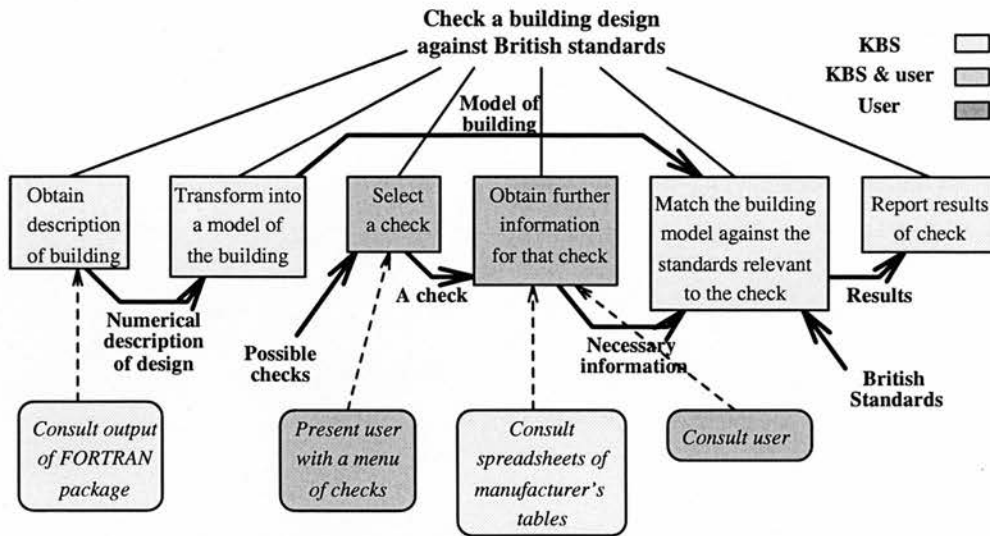 Check a building design
against British standards
KBS
KBS & user
User
Model of
building
Obtain
description
of building
Transform into
a model of
the building
Select
a check
Obtain further
information
for that check
Match the building
model against the
standards relevant
to the check
Report results
of check
Numerical
description
of design
Possible
checks
A check
Necessary
information
Results
British
Standards
Consult output
of FORTRAN
package
Present user
with a menu
of checks
Consult
spreadsheets of
manufacturer's
tables
Consult user